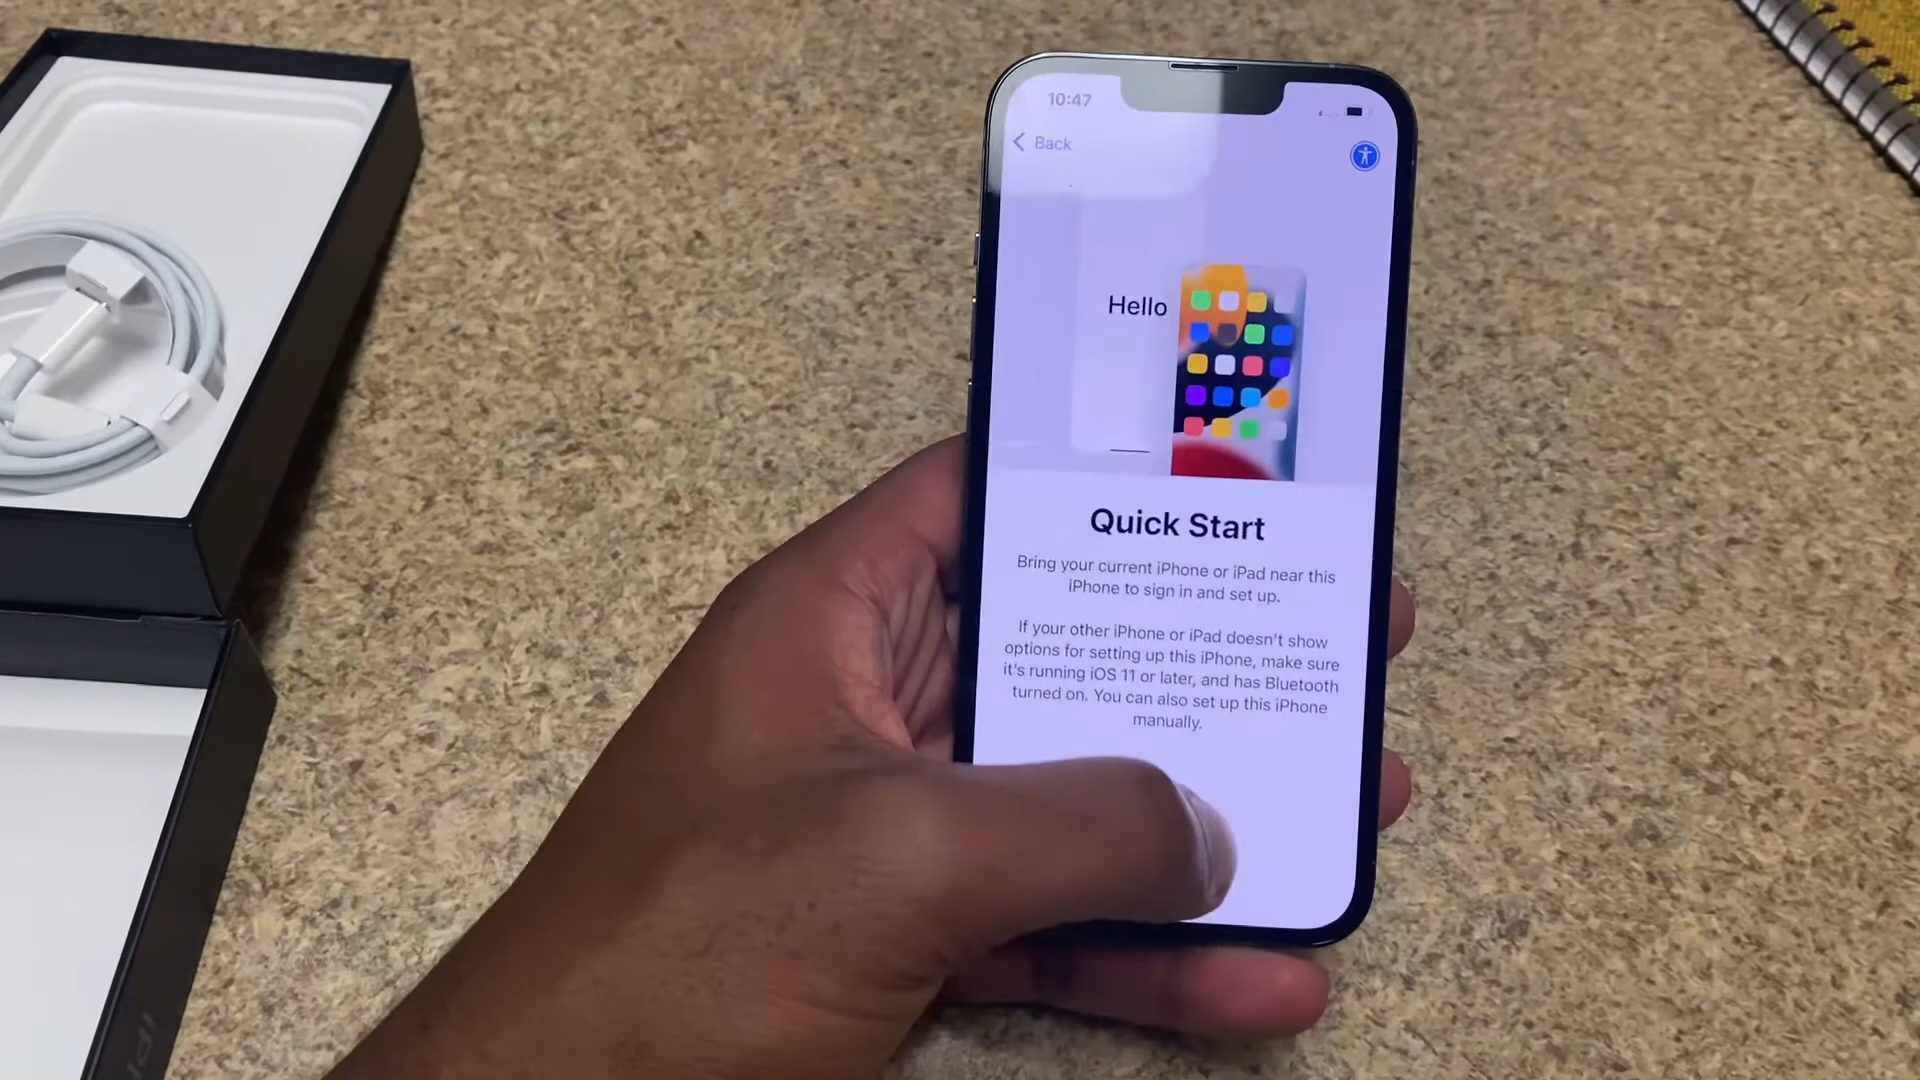 10:47
Back
Hello
Quick Start
Bring your current iPhone or iPad near this
iPhone to sign in and set up.
If your other iPhone or iPad doesn't show
options for setting up this iPhone, make sure
it's running iOS 11 or later, and has Bluetooth
turned on. You can also set up this iPhone
manually.